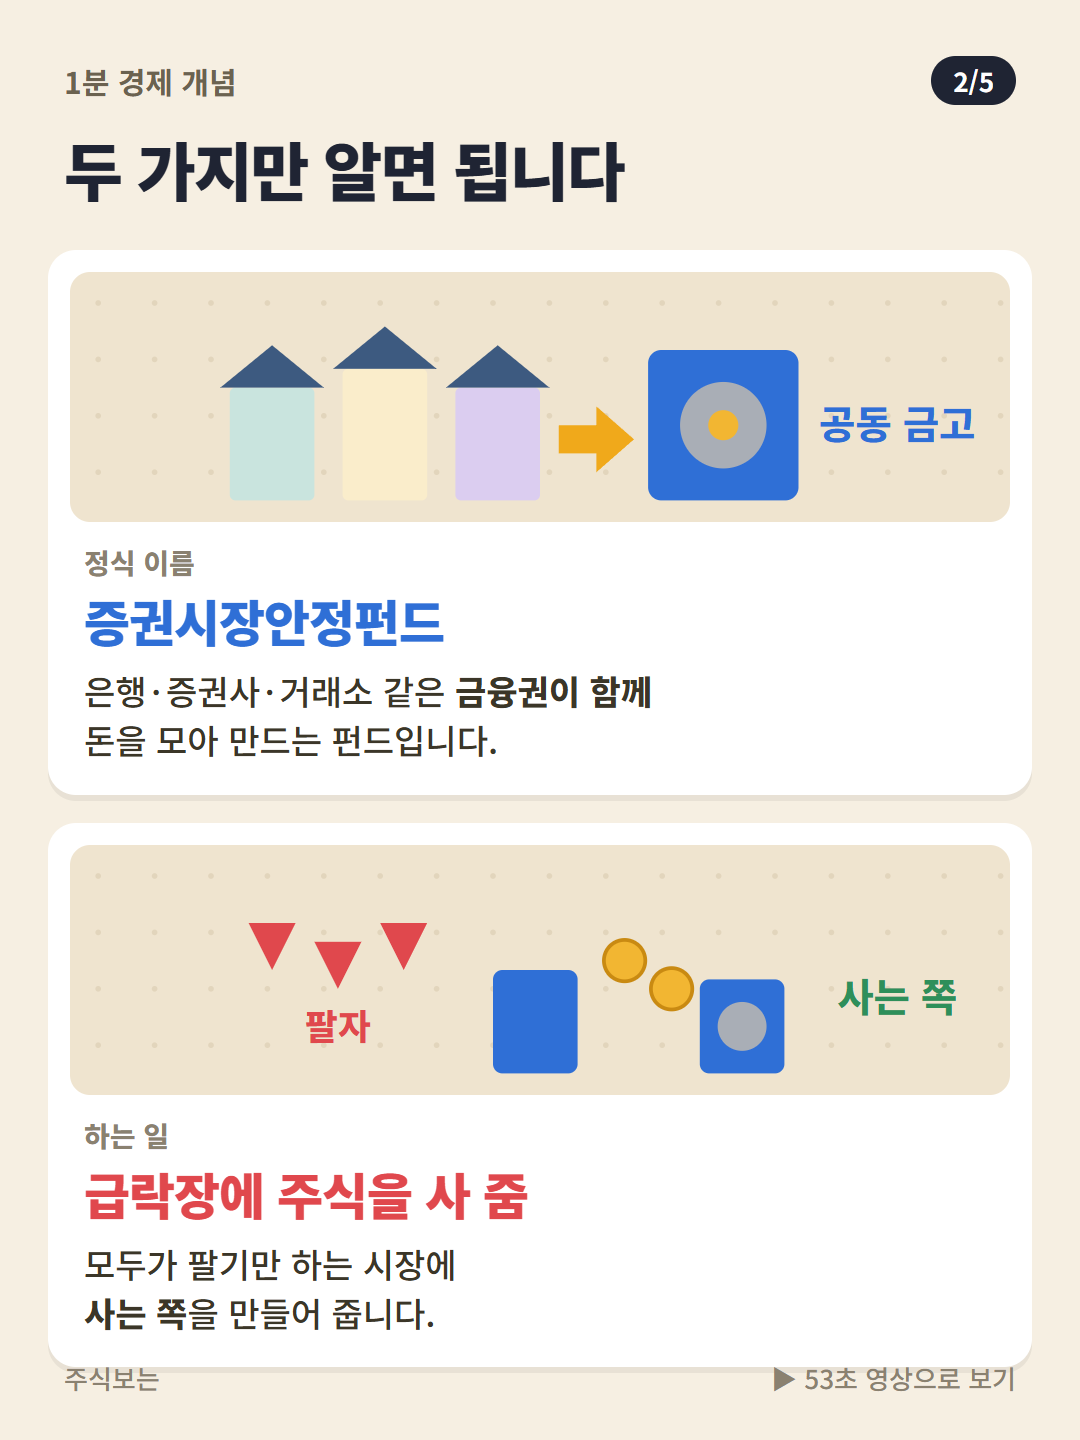 1분 경제 개념
2/5
두 가지만 알면 됩니다
공동 금고
정식 이름
증권시장안정펀드
은행·증권사·거래소 같은 금융권이 함께
돈을 모아 만드는 펀드입니다.
팔자
사는 쪽
하는 일
급락장에 주식을 사 줌
모두가 팔기만 하는 시장에
사는 쪽을 만들어 줍니다.
주식보는
▶ 53초 영상으로 보기